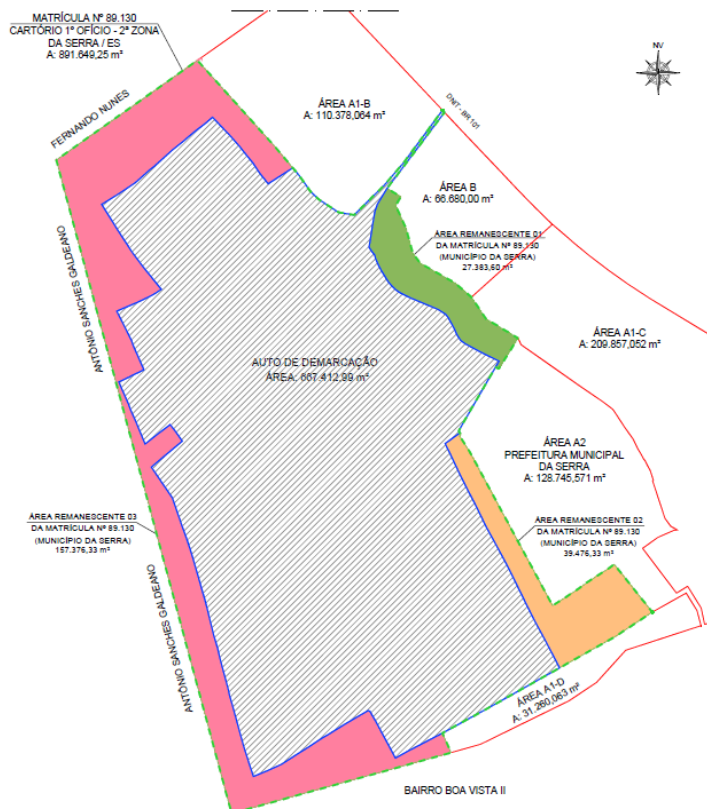 MATRÍCULA Nº 89.130
CARTÓRIO 1º OFÍCIO - 2ª ZONA
DA SERRA / ES
A: 891.649,25 m²
NV
FERNANDO NUNES
ÁREA A1-B
A: 110.378,064 m²
DNIT - BR 101
ÁREA B
A: 66.680,00 m²
ÁREA REMANESCENTE 01
DA MATRÍCULA Nº 89.130
(MUNICÍPIO DA SERRA)
27.383,60 m²
ANTÔNIO SANCHES GALDEANO
ÁREA A1-C
A: 209.857,052 m²
AUTO DE DEMARCAÇÃO
ÁREA: 667.412,99 m²
ÁREA A2
PREFEITURA MUNICIPAL
DA SERRA
A: 128.745,571 m²
ÁREA REMANESCENTE 03
DA MATRÍCULA Nº 89.130
(MUNICÍPIO DA SERRA)
157.376,33 m²
ÁREA REMANESCENTE 02
DA MATRÍCULA Nº 89.130
(MUNICÍPIO DA SERRA)
39.476,33 m²
ANTÔNIO SANCHES GALDEANO
ÁREA A1-D
A: 31.260,063 m²
BAIRRO BOA VISTA II